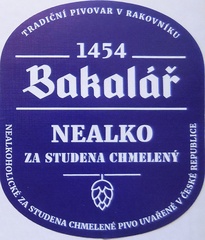 TRADIČNÍ PIVOVAR V RAKOVNÍKU
1454
Bakalář
NEALKO
ZA STUDENA CHMELENÝ
NEALKOHOLICKÉ ZA STUDENA CHMELENÉ PIVO UVAŘENÉ V ČESKÉ REPUBLICE